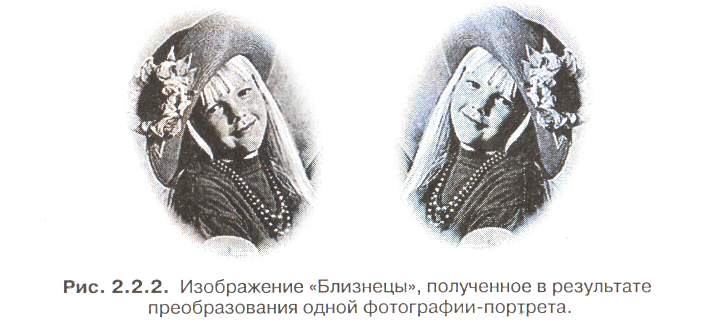 Рис. 2.2.2. Изображение «Близнецы», полученное в результате
преобразования одной фотографии-портрета.